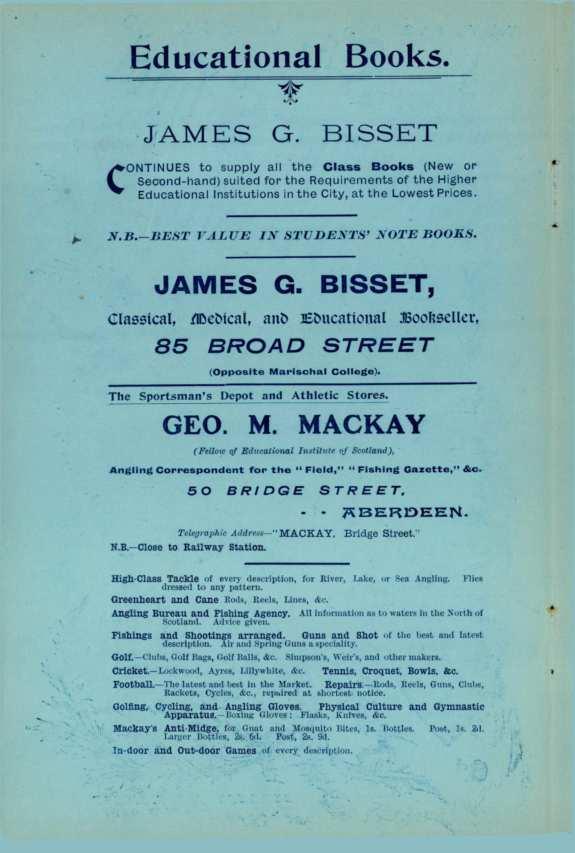 Educational Books.
JAMES G. BISSET
CONTINUES to supply all the Class Books (New or
Second-hand) suited for the Requirements of the Higher
Educational Institutions in the City, at the Lowest Prices.
N.B.—BEST VALUE IN STUDENTS' NOTE BOOKS.
JAMES G. BISSET,
Classical, Medical, and Educational Bookseller,
85 BROAD STREET
(Opposite Marischal College).
The Sportsman's Depot and Athletic Stores.
GEO. M. MACKAY
(Fellow of Educational Institute of Scotland),
Angling Correspondent for the "Field," "Fishing Gazette," &c.
50 BRIDGE STREET,
- - ABERDEEN.
Telegraphic Address—"MACKAY, Bridge Street."
N.B.—Close to Railway Station.
High-Class Tackle of every description, for River, Lake, or Sea Angling. Flies
dressed to any pattern.
Greenheart and Cane Rods, Reels, Lines, &c.
Angling Bureau and Fishing Agency. All information as to waters in the North of
Scotland. Advice given.
Fishings and Shootings arranged. Guns and Shot of the best and latest
description. Air and Spring Guns a speciality.
Golf.—Clubs, Golf Bags, Golf Balls, &c. Simpson's, Weir's, and other makers.
Cricket.—Lockwood, Ayres, Lillywhite, &c. Tennis, Croquet, Bowls, &c.
Football.—The latest and best in the Market. Repairs.—Rods, Reels, Guns, Clubs,
Rackets, Cycles, &c., repaired at shortest notice.
Golfing, Cycling, and Angling Gloves. Physical Culture and Gymnastic
Apparatus.—Boxing Gloves; Flasks, Knives, &c.
Mackay's Anti-Midge, for Gnat and Mosquito Bites, 1s. Bottles. Post, 1s. 2d.
Larger Bottles, 2s. 6d. Post, 2s. 9d.
In-door and Out-door Games of every description.